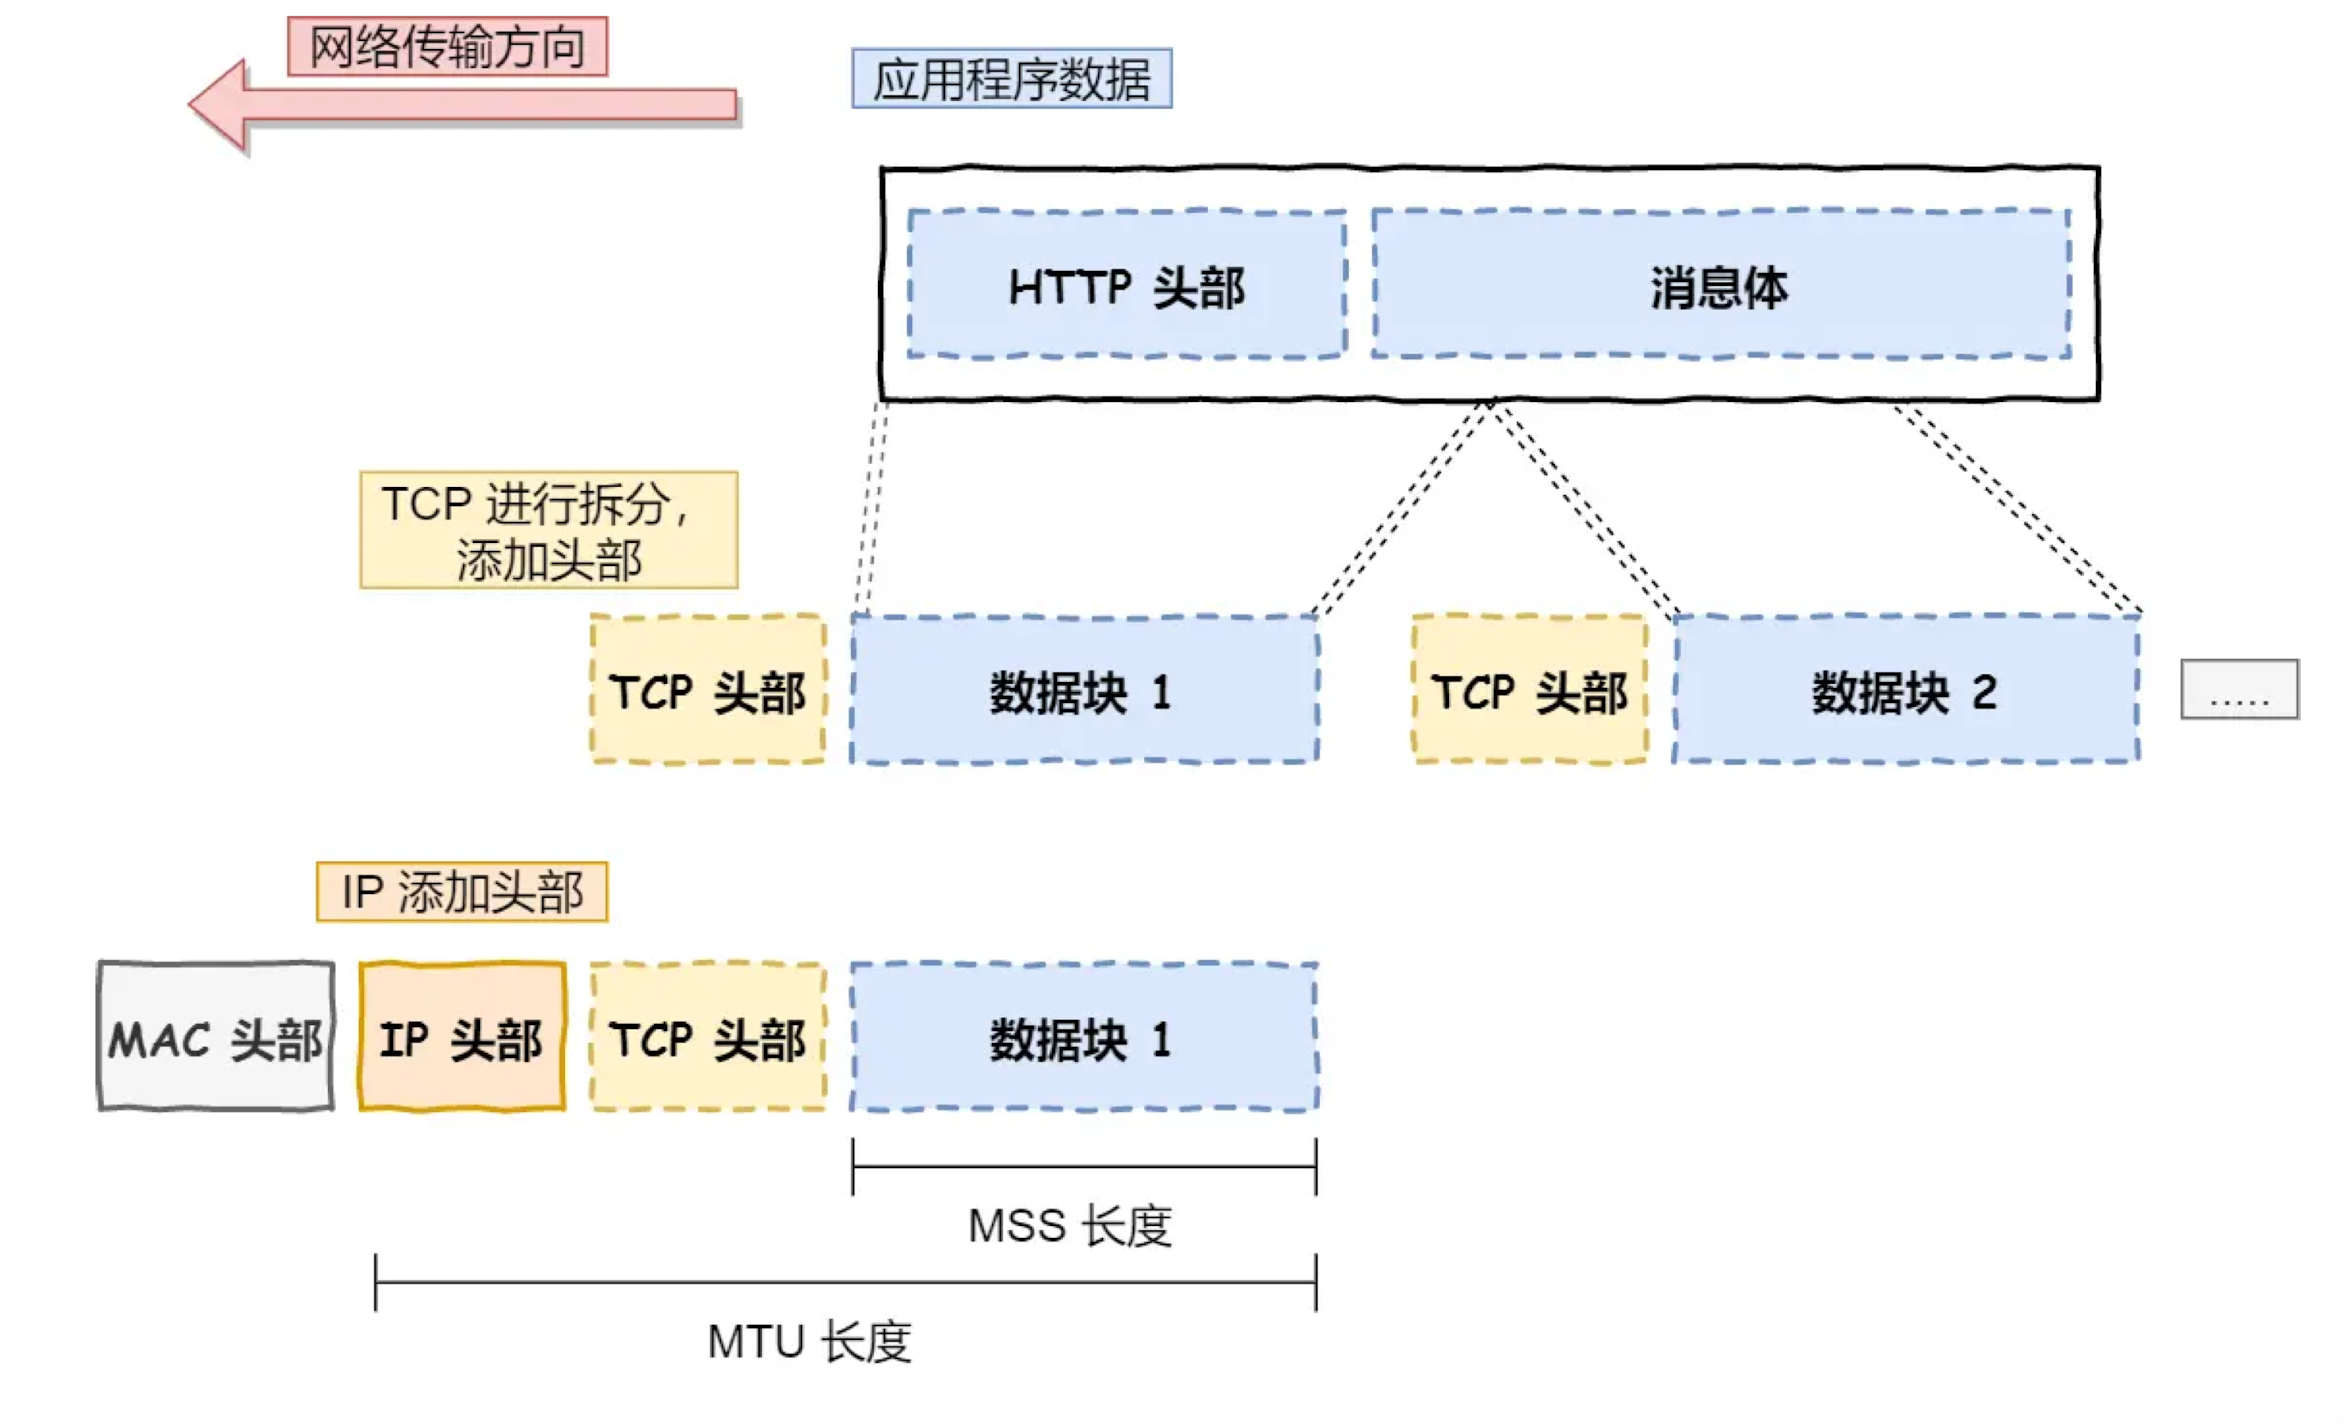 网络传输方向
应用程序数据
HTTP 头部
消息体
TCP 进行拆分，
添加头部
TCP 头部
数据块 1
TCP 头部
数据块 2
.....
IP 添加头部
MAC 头部
IP 头部
TCP 头部
数据块 1
MSS 长度
MTU 长度